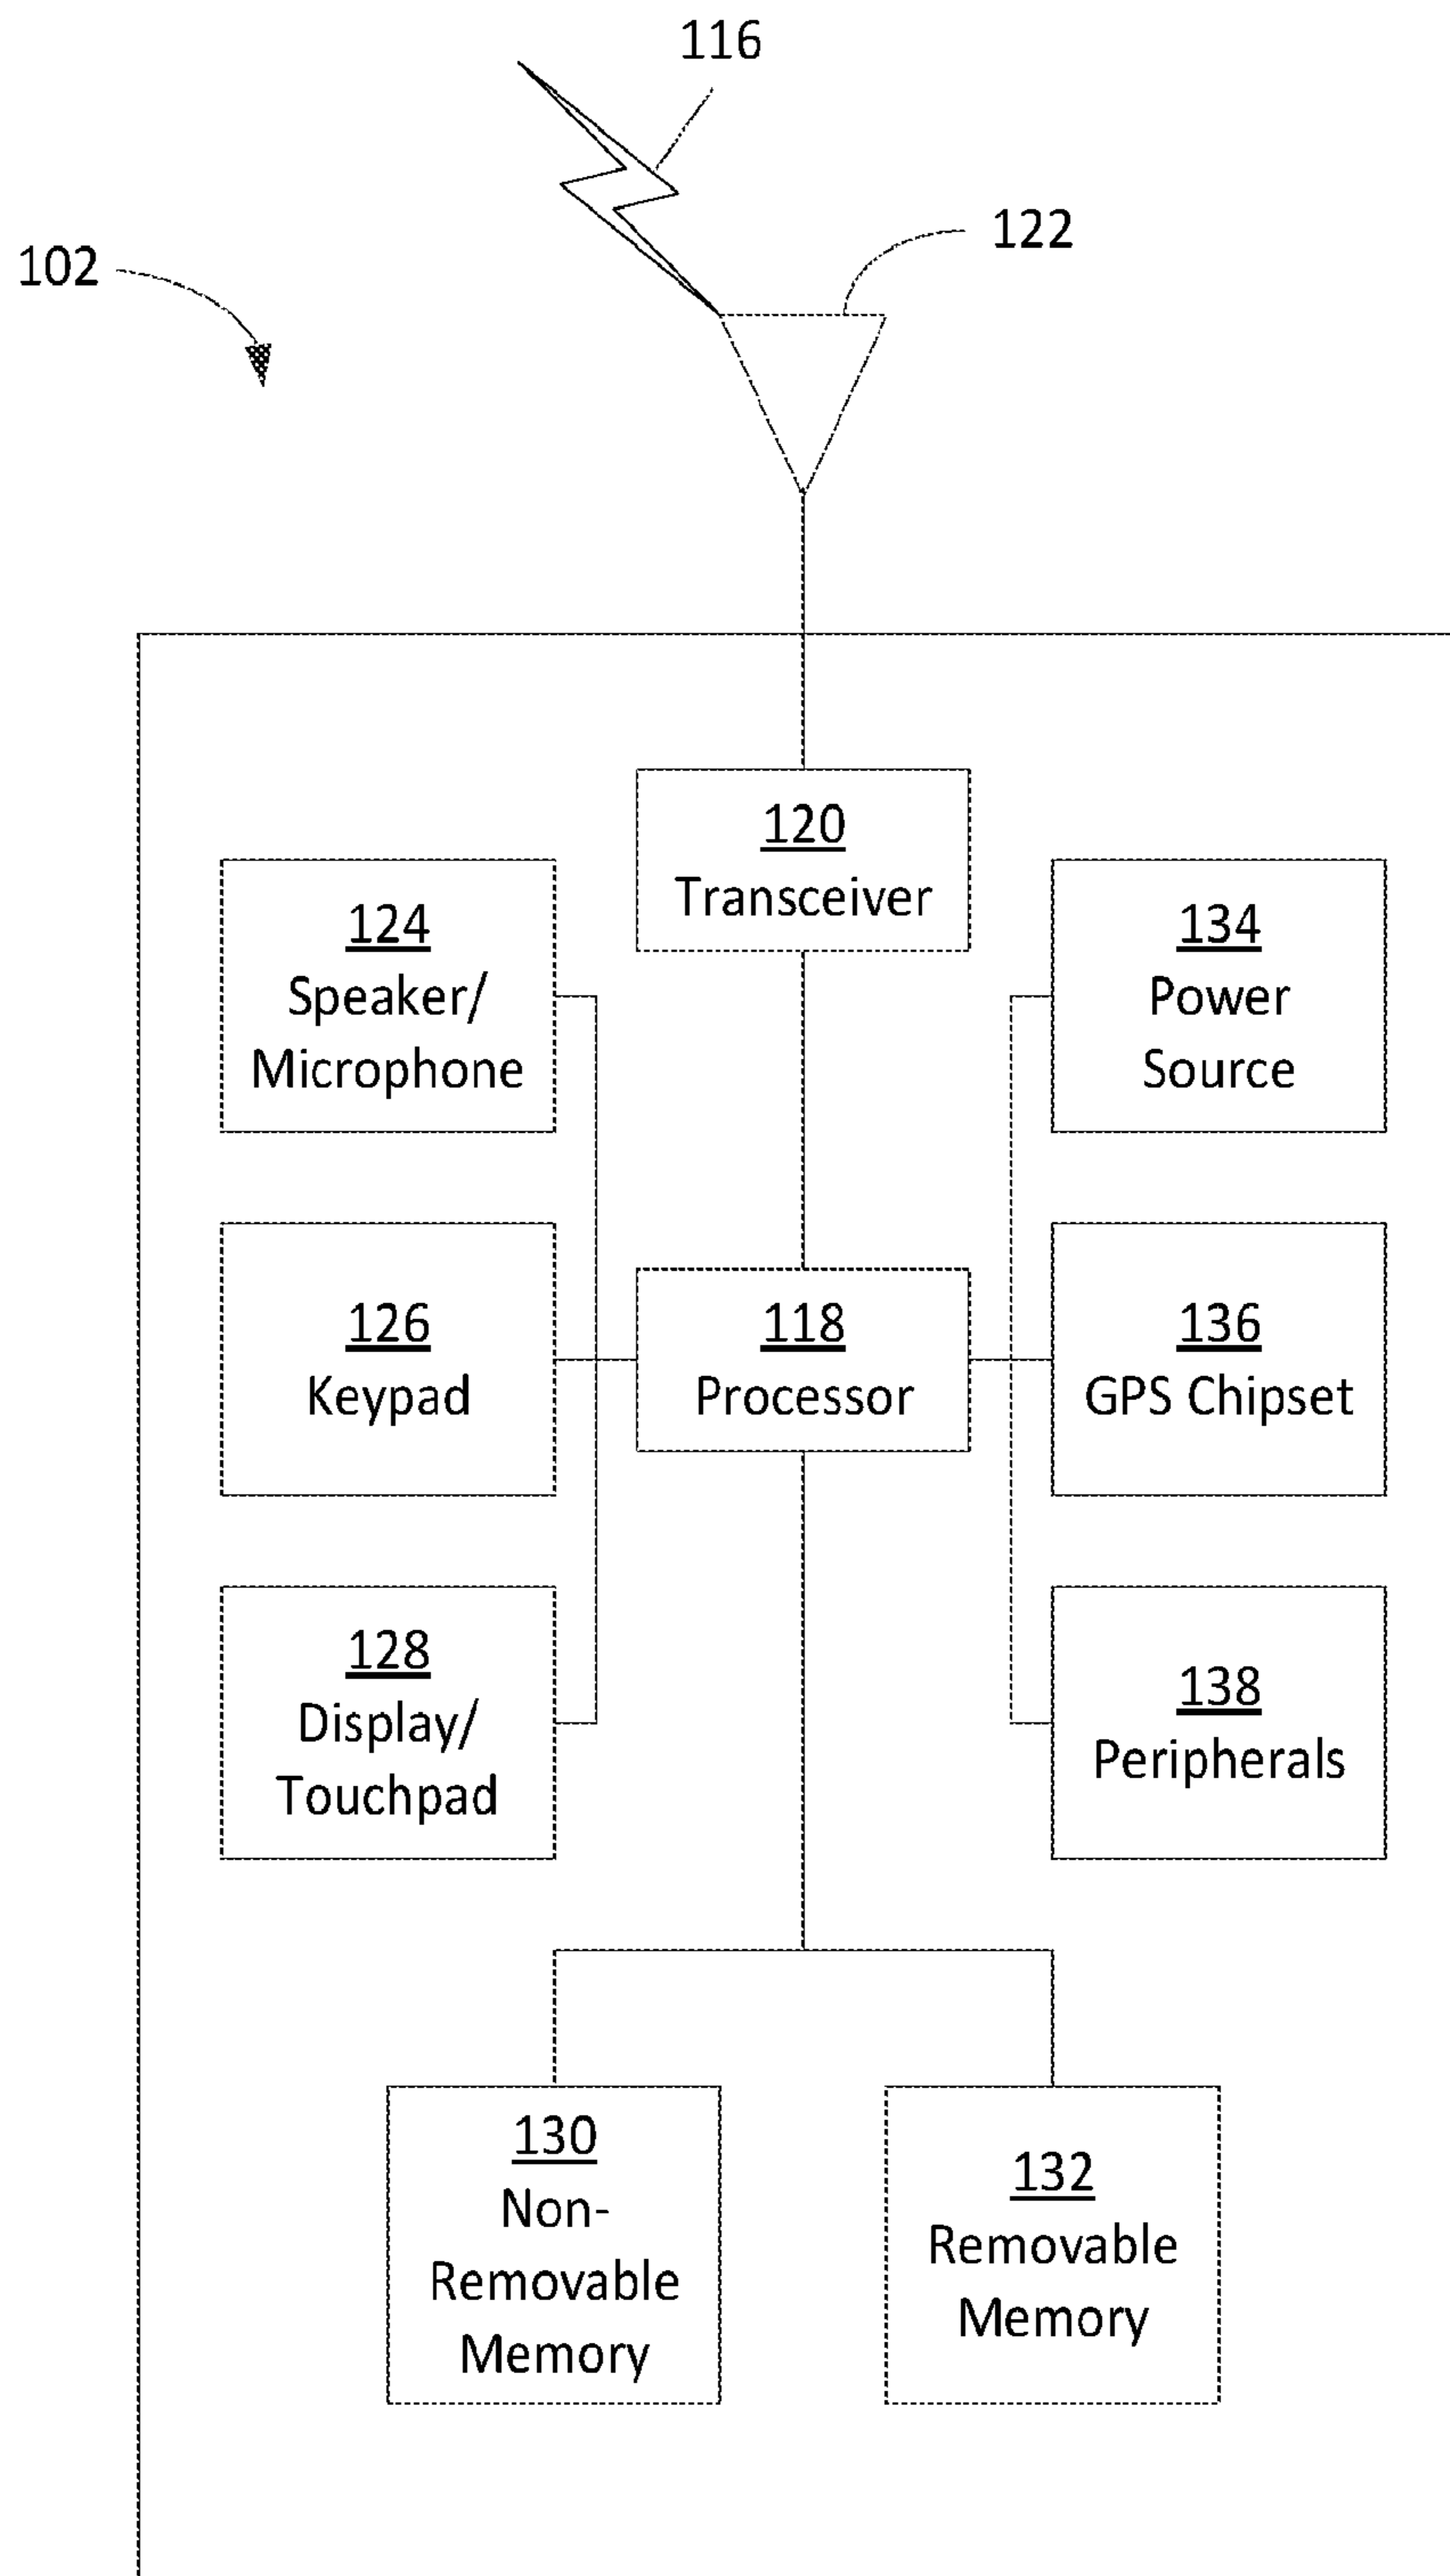 116
122
102
120
Transceiver
124
Speaker/
Microphone
134
Power
Source
126
Keypad
118
Processor
136
GPS Chipset
128
Display/
Touchpad
138
Peripherals
130
Non-
Removable
Memory
132
Removable
Memory